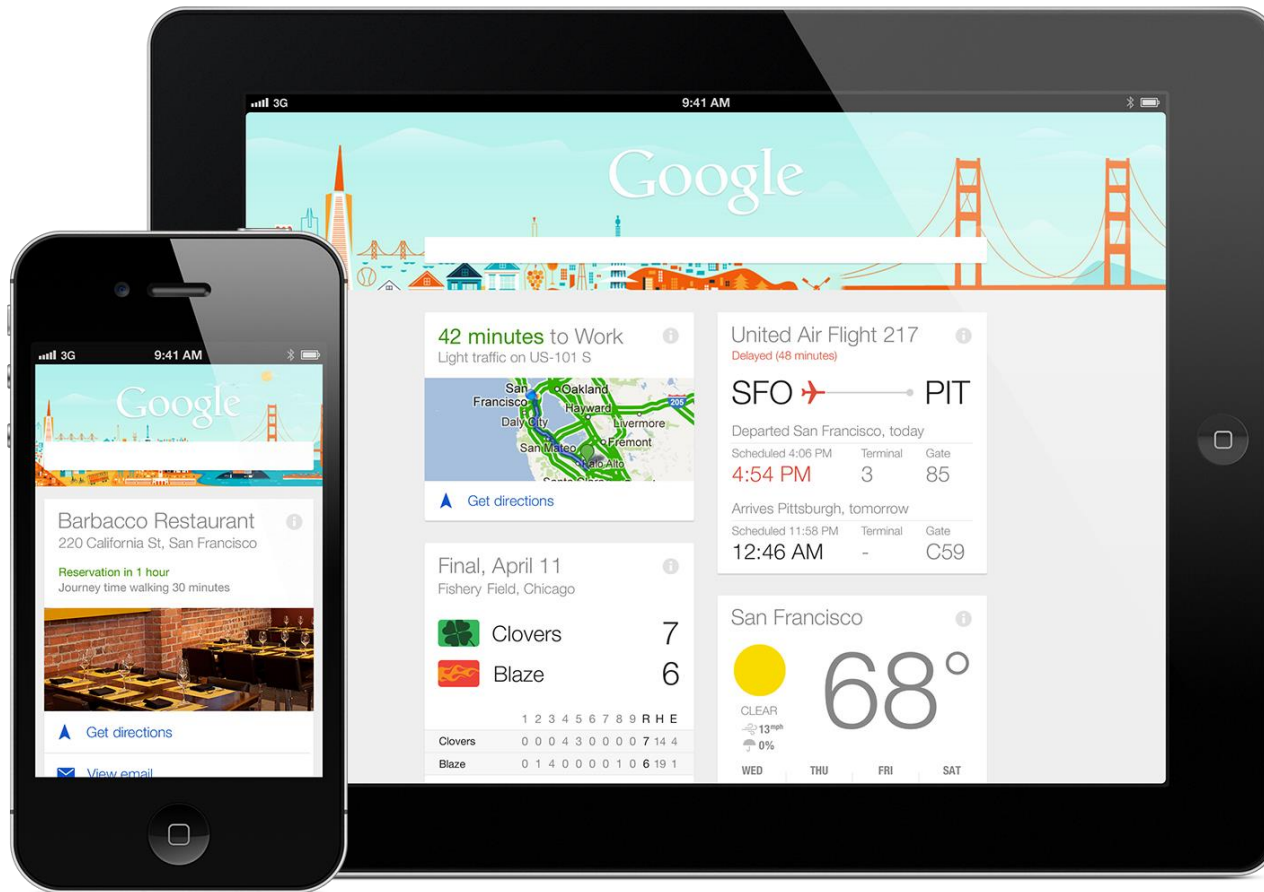 3G 9:41 AM
Google
42 minutes to Work
Light traffic on US-101 S
San Francisco
Oakland
Hayward
Daly City
Livermore
San Mateo
Fremont
Palo Alto
Santa Clara
205
Get directions
Final, April 11
Fishery Field, Chicago
Clovers 7
Blaze 6
1 2 3 4 5 6 7 8 9 R H E
Clovers 0 0 0 4 3 0 0 0 0 7 14 4
Blaze 0 1 4 0 0 0 0 1 0 6 19 1
United Air Flight 217
Delayed (48 minutes)
SFO PIT
Departed San Francisco, today
Scheduled 4:06 PM Terminal Gate
4:54 PM 3 85
Arrives Pittsburgh, tomorrow
Scheduled 11:58 PM Terminal Gate
12:46 AM - C59
San Francisco
68°
CLEAR
13 mph
0%
WED THU FRI SAT
3G 9:41 AM
Google
Barbacco Restaurant
220 California St, San Francisco
Reservation in 1 hour
Journey time walking 30 minutes
Get directions
View email